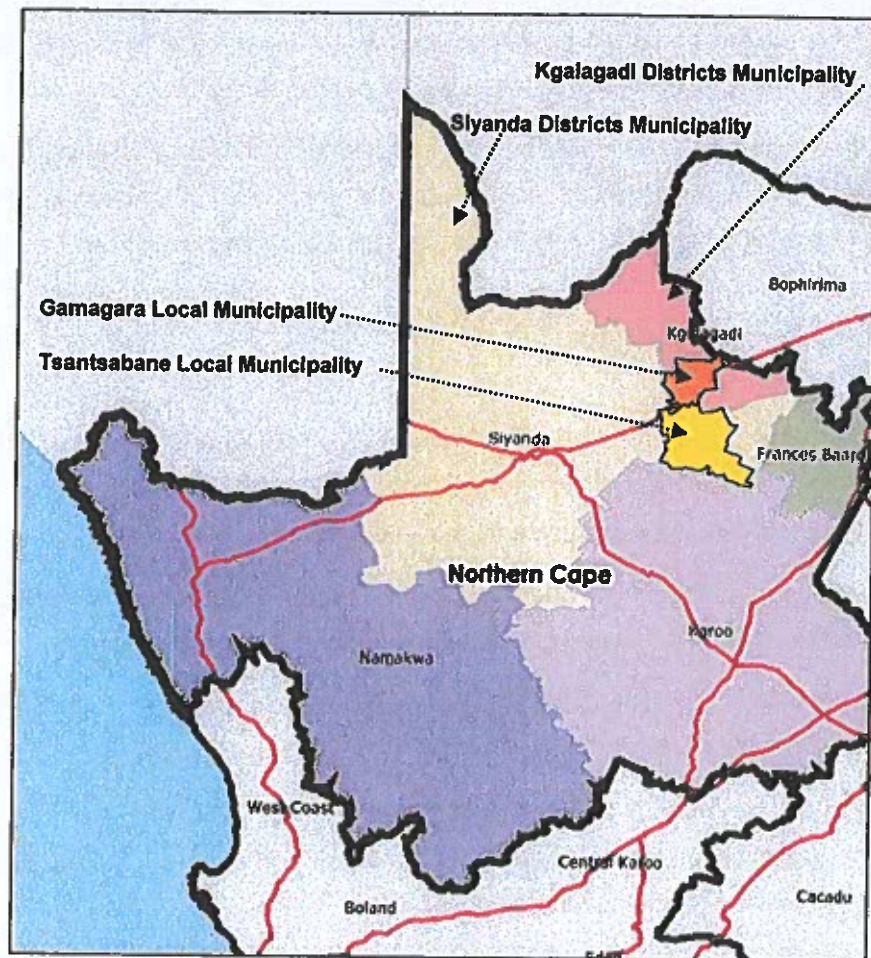 Kgalagadi Districts Municipality
Siyanda Districts Municipality
Bophirima
Gamagara Local Municipality
Kgalagadi
Tsantsabane Local Municipality
Siyanda
Frances Baard
Northern Cape
Karoo
Namakwa
West Coast
Central Karoo
Cacadu
Boland